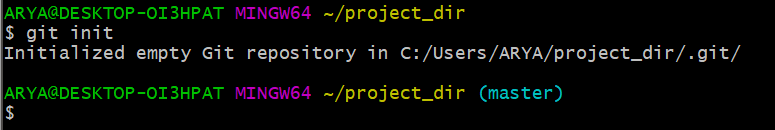 ARYA@DESKTOP-OI3HPAT MINGW64 ~/project_dir
$ git init
Initialized empty Git repository in C:/Users/ARYA/project_dir/.git/
ARYA@DESKTOP-OI3HPAT MINGW64 ~/project_dir (master)
$